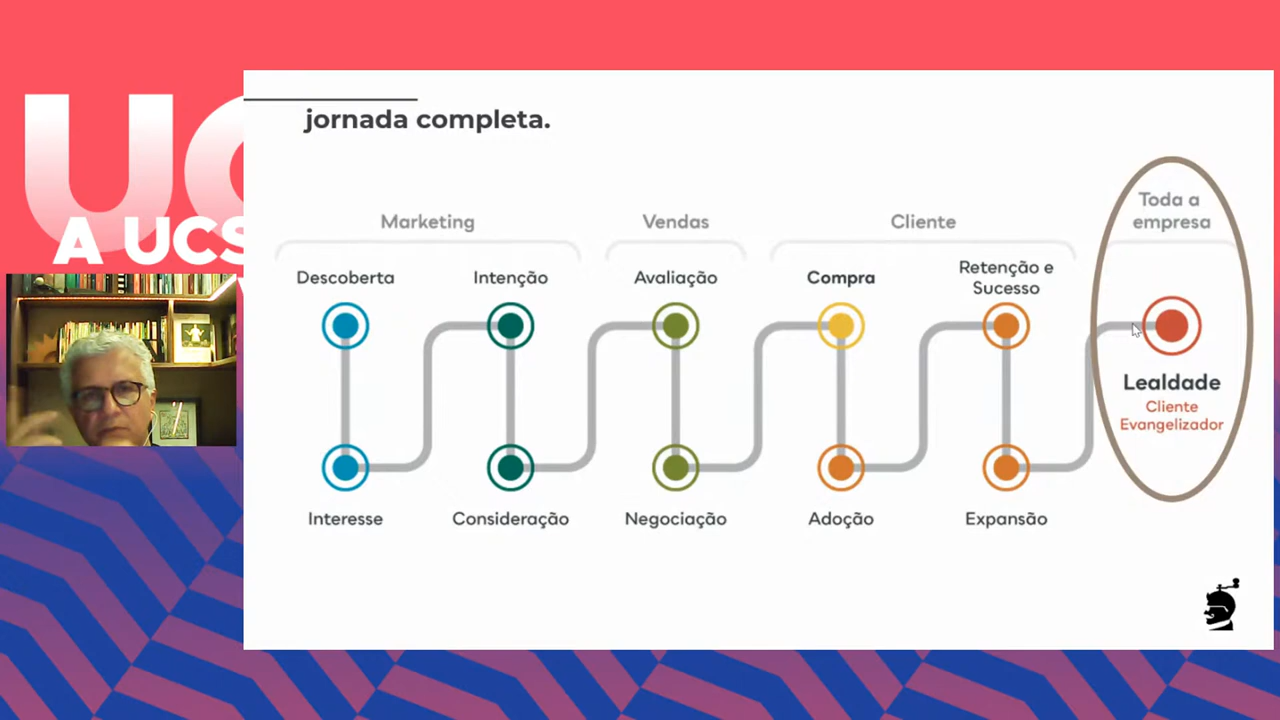 UC
A UCS
jornada completa.
Marketing
Vendas
Cliente
Toda a
empresa
Descoberta
Intenção
Avaliação
Compra
Retenção e
Sucesso
Lealdade
Cliente
Evangelizador
Interesse
Consideração
Negociação
Adoção
Expansão